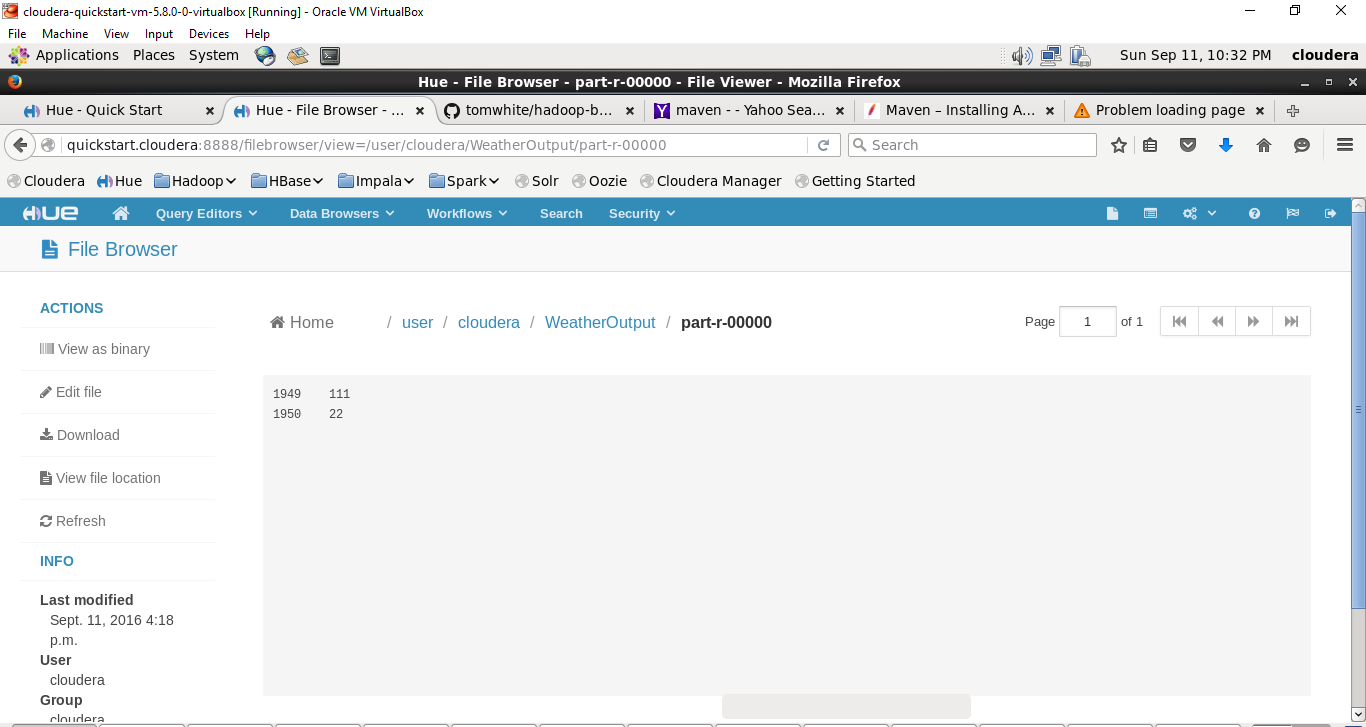 cloudera-quickstart-vm-5.8.0-0-virtualbox [Running] - Oracle VM VirtualBox
File Machine View Input Devices Help
Applications Places System Sun Sep 11, 10:32 PM cloudera
Hue - File Browser - part-r-00000 - File Viewer - Mozilla Firefox
Hue - Quick Start Hue - File Browser - ... tomwhite/hadoop-b... maven - - Yahoo Sea... Maven – Installing A... Problem loading page
quickstart.cloudera:8888/filebrowser/view=/user/cloudera/WeatherOutput/part-r-00000 Search
Cloudera Hue Hadoop HBase Impala Spark Solr Oozie Cloudera Manager Getting Started
HUE Query Editors Data Browsers Workflows Search Security
File Browser
ACTIONS
Home / user / cloudera / WeatherOutput / part-r-00000 Page 1 of 1
View as binary
Edit file
1949 111
1950 22
Download
View file location
Refresh
INFO
Last modified
Sept. 11, 2016 4:18
p.m.
User
cloudera
Group
cloudera